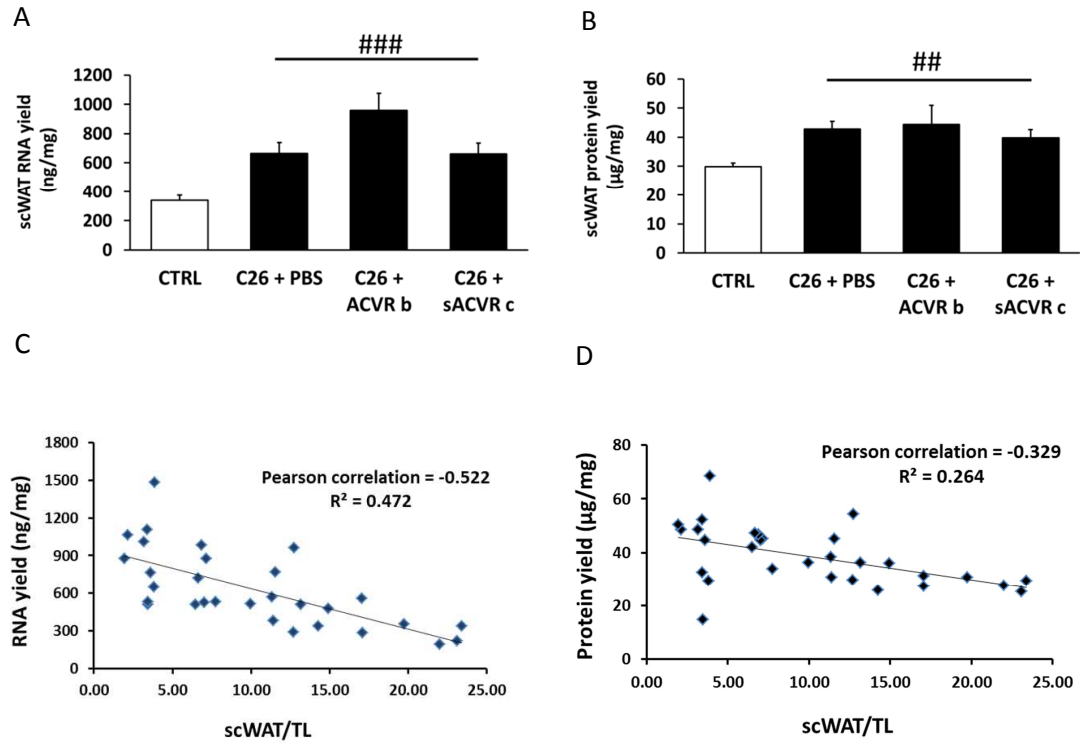 A
###
scWAT RNA yield
(ng/mg)
1200
1000
800
600
400
200
0
CTRL
C26 + PBS
C26 +
ACVR b
C26 +
sACVR c
B
##
scWAT protein yield
(µg/mg)
60
50
40
30
20
10
0
CTRL
C26 + PBS
C26 +
ACVR b
C26 +
sACVR c
C
RNA yield (ng/mg)
1800
1500
1200
900
600
300
0
Pearson correlation = -0.522
R² = 0.472
0.00 5.00 10.00 15.00 20.00 25.00
scWAT/TL
D
Protein yield (µg/mg)
80
60
40
20
0
Pearson correlation = -0.329
R² = 0.264
0.00 5.00 10.00 15.00 20.00 25.00
scWAT/TL